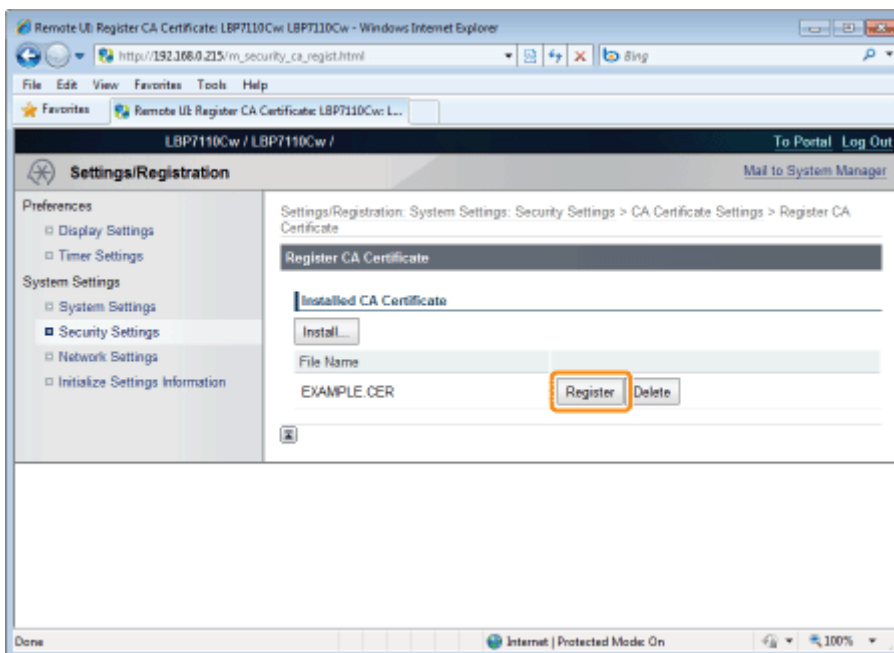 Remote UI: Register CA Certificate: LBP7110Cw: LBP7110Cw - Windows Internet Explorer
http://192.168.0.215/m_security_ca_regist.html
Bing
File Edit View Favorites Tools Help
Favorites
Remote UI: Register CA Certificate: LBP7110Cw: L...
LBP7110Cw / LBP7110Cw /
To Portal Log Out
Settings/Registration
Mail to System Manager
Preferences
Display Settings
Timer Settings
System Settings
System Settings
Security Settings
Network Settings
Initialize Settings Information
Settings/Registration: System Settings: Security Settings > CA Certificate Settings > Register CA
Certificate
Register CA Certificate
Installed CA Certificate
Install...
File Name
EXAMPLE.CER
Register
Delete
Done
Internet | Protected Mode: On
100%